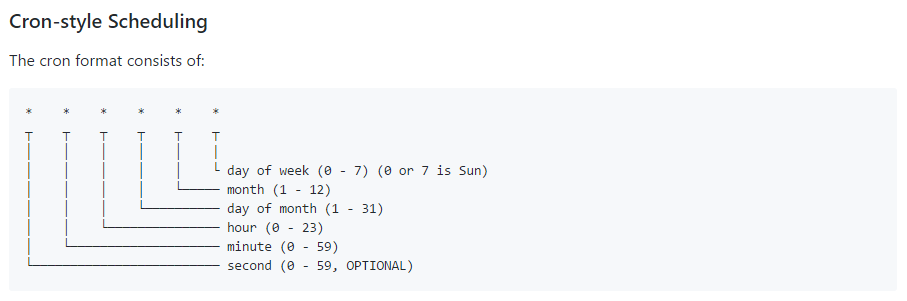 Cron-style Scheduling
The cron format consists of:
* * * * * *
day of week (0 - 7) (0 or 7 is Sun)
month (1 - 12)
day of month (1 - 31)
hour (0 - 23)
minute (0 - 59)
second (0 - 59, OPTIONAL)